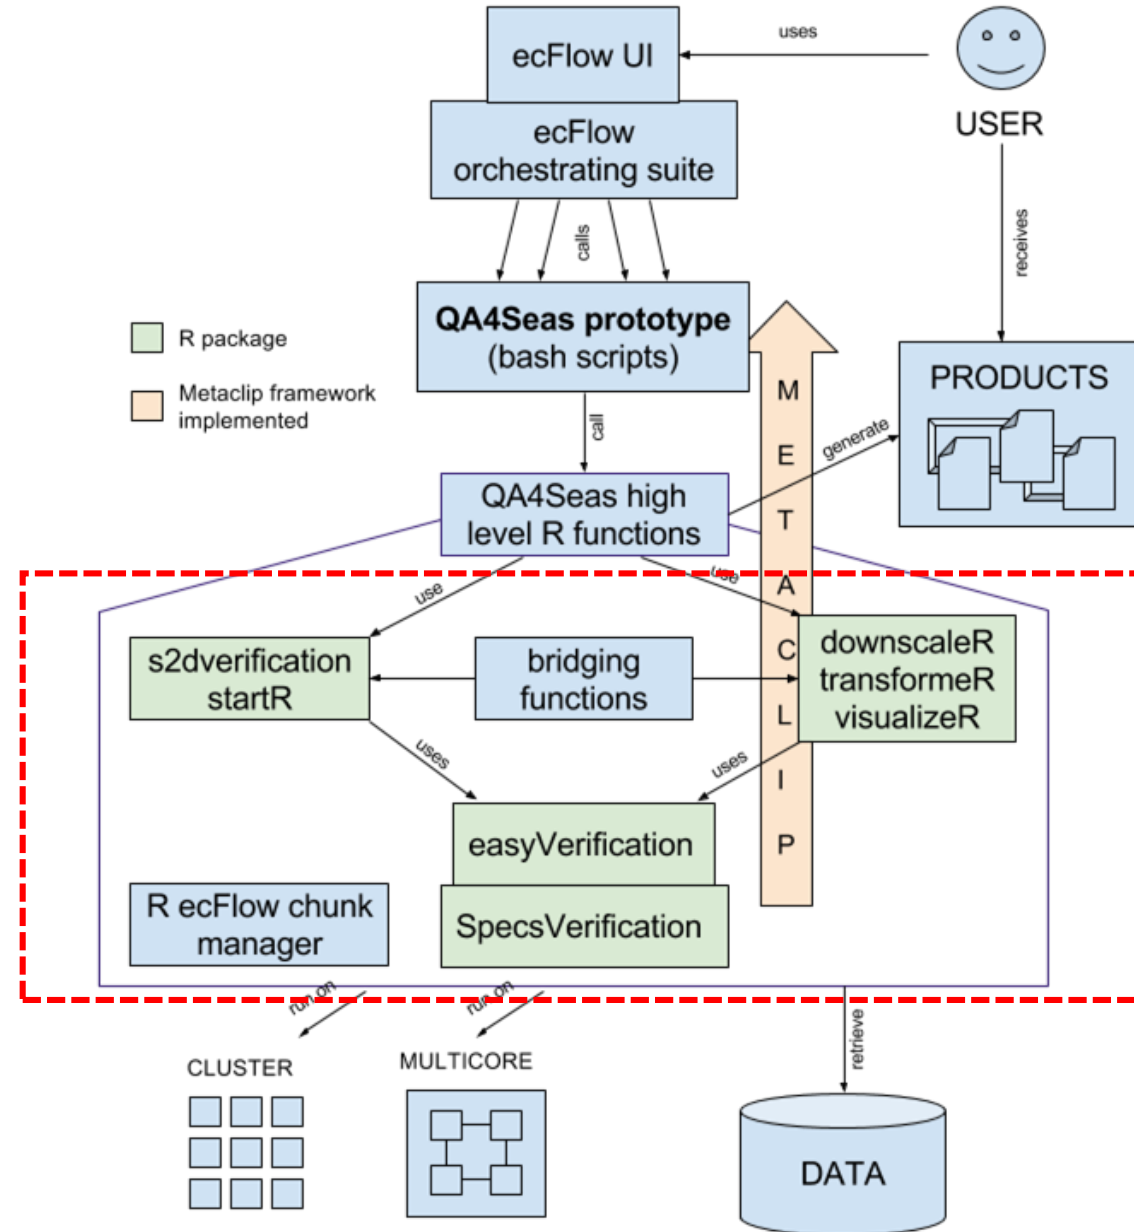 ecFlow UI
uses
USER
ecFlow
orchestrating suite
calls
receives
QA4Seas prototype
(bash scripts)
R package
Metaclip framework
implemented
METACLIP
PRODUCTS
call
generate
QA4Seas high
level R functions
use
use
s2dverification
startR
bridging
functions
downscaleR
transformeR
visualizeR
uses
uses
easyVerification
R ecFlow chunk
manager
SpecsVerification
run on
run on
retrieve
CLUSTER
MULTICORE
DATA